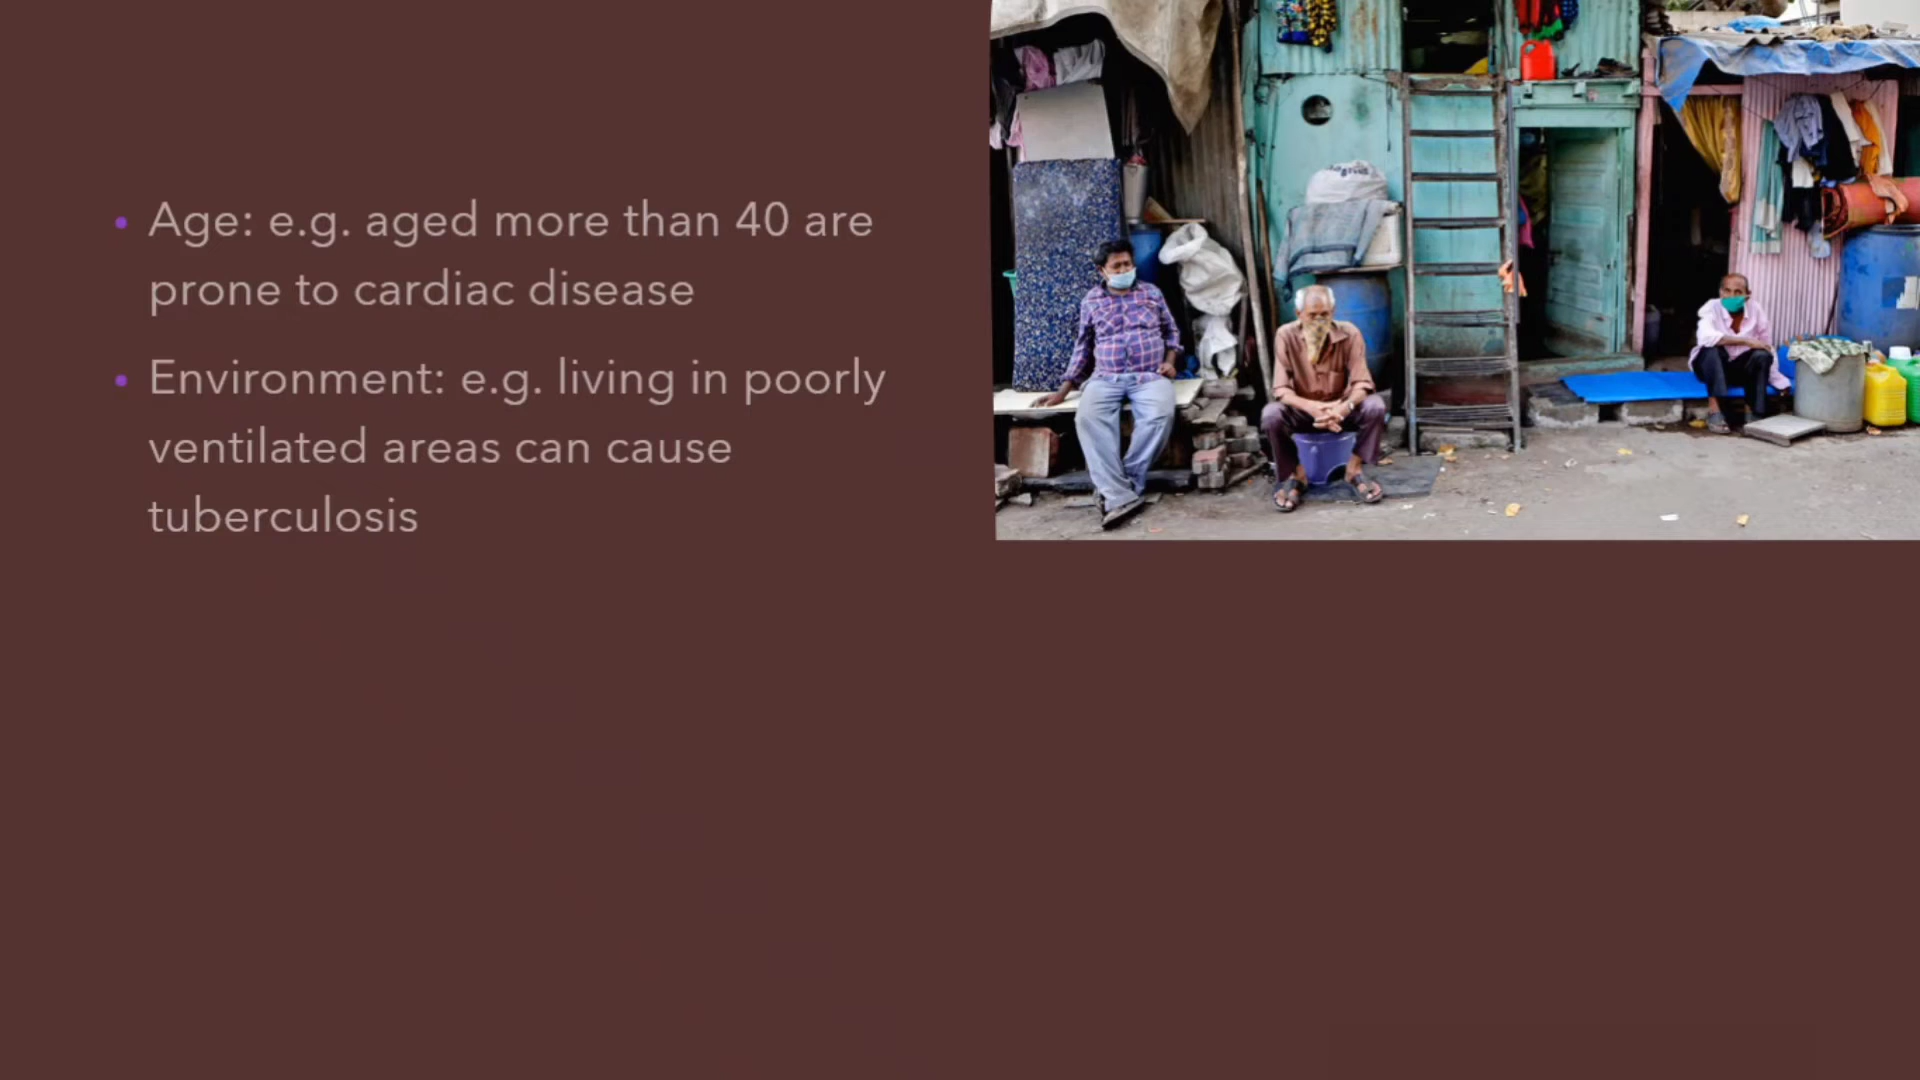 • Age: e.g. aged more than 40 are
prone to cardiac disease
• Environment: e.g. living in poorly
ventilated areas can cause
tuberculosis